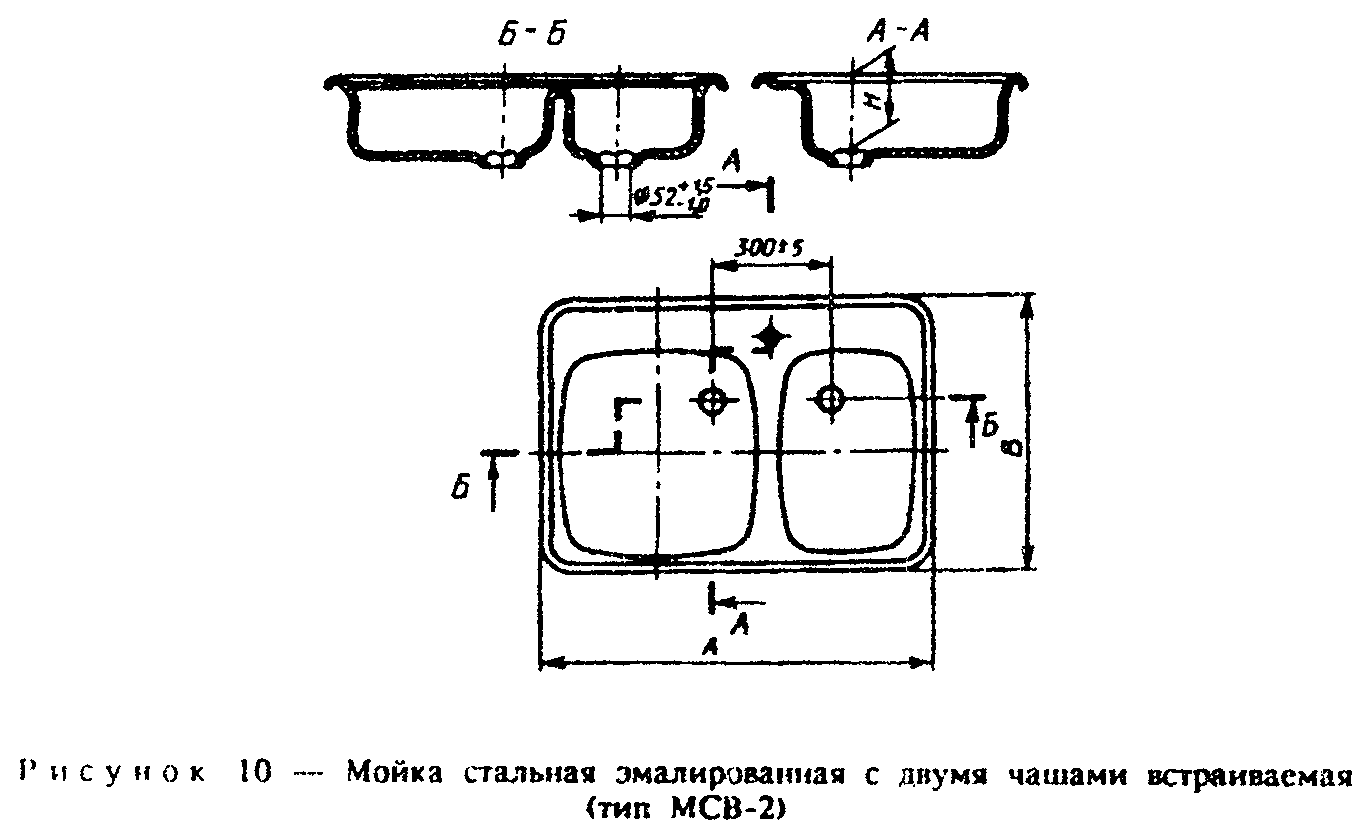 Б - Б
А - А
Н
А
⌀52 +1,5 -1,0
300±5
Б
В
Б
А
А
Рисунок 10 — Мойка стальная эмалированная с двумя чашами встраиваемая
(тип МСВ-2)